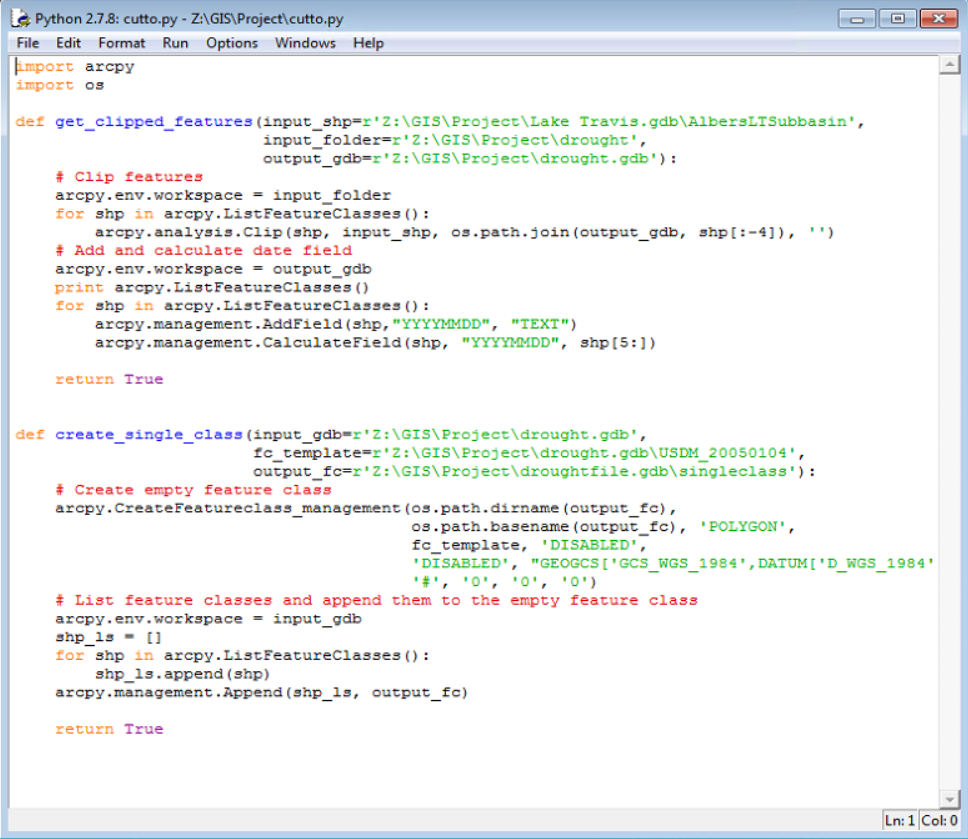 Python 2.7.8: cutto.py - Z:\GIS\Project\cutto.py
File Edit Format Run Options Windows Help
import arcpy
import os

def get_clipped_features(input_shp=r'Z:\GIS\Project\Lake Travis.gdb\AlbersLTSubbasin',
                         input_folder=r'Z:\GIS\Project\drought',
                         output_gdb=r'Z:\GIS\Project\drought.gdb'):
    # Clip features
    arcpy.env.workspace = input_folder
    for shp in arcpy.ListFeatureClasses():
        arcpy.analysis.Clip(shp, input_shp, os.path.join(output_gdb, shp[:-4]), '')
    # Add and calculate date field
    arcpy.env.workspace = output_gdb
    print arcpy.ListFeatureClasses()
    for shp in arcpy.ListFeatureClasses():
        arcpy.management.AddField(shp,"YYYYMMDD", "TEXT")
        arcpy.management.CalculateField(shp, "YYYYMMDD", shp[5:])

    return True


def create_single_class(input_gdb=r'Z:\GIS\Project\drought.gdb',
                        fc_template=r'Z:\GIS\Project\drought.gdb\USDM_20050104',
                        output_fc=r'Z:\GIS\Project\droughtfile.gdb\singleclass'):
    # Create empty feature class
    arcpy.CreateFeatureclass_management(os.path.dirname(output_fc),
                                        os.path.basename(output_fc), 'POLYGON',
                                        fc_template, 'DISABLED',
                                        'DISABLED', "GEOGCS['GCS_WGS_1984',DATUM['D_WGS_1984'
                                        '#', '0', '0', '0')
    # List feature classes and append them to the empty feature class
    arcpy.env.workspace = input_gdb
    shp_ls = []
    for shp in arcpy.ListFeatureClasses():
        shp_ls.append(shp)
    arcpy.management.Append(shp_ls, output_fc)

    return True
Ln: 1 Col: 0